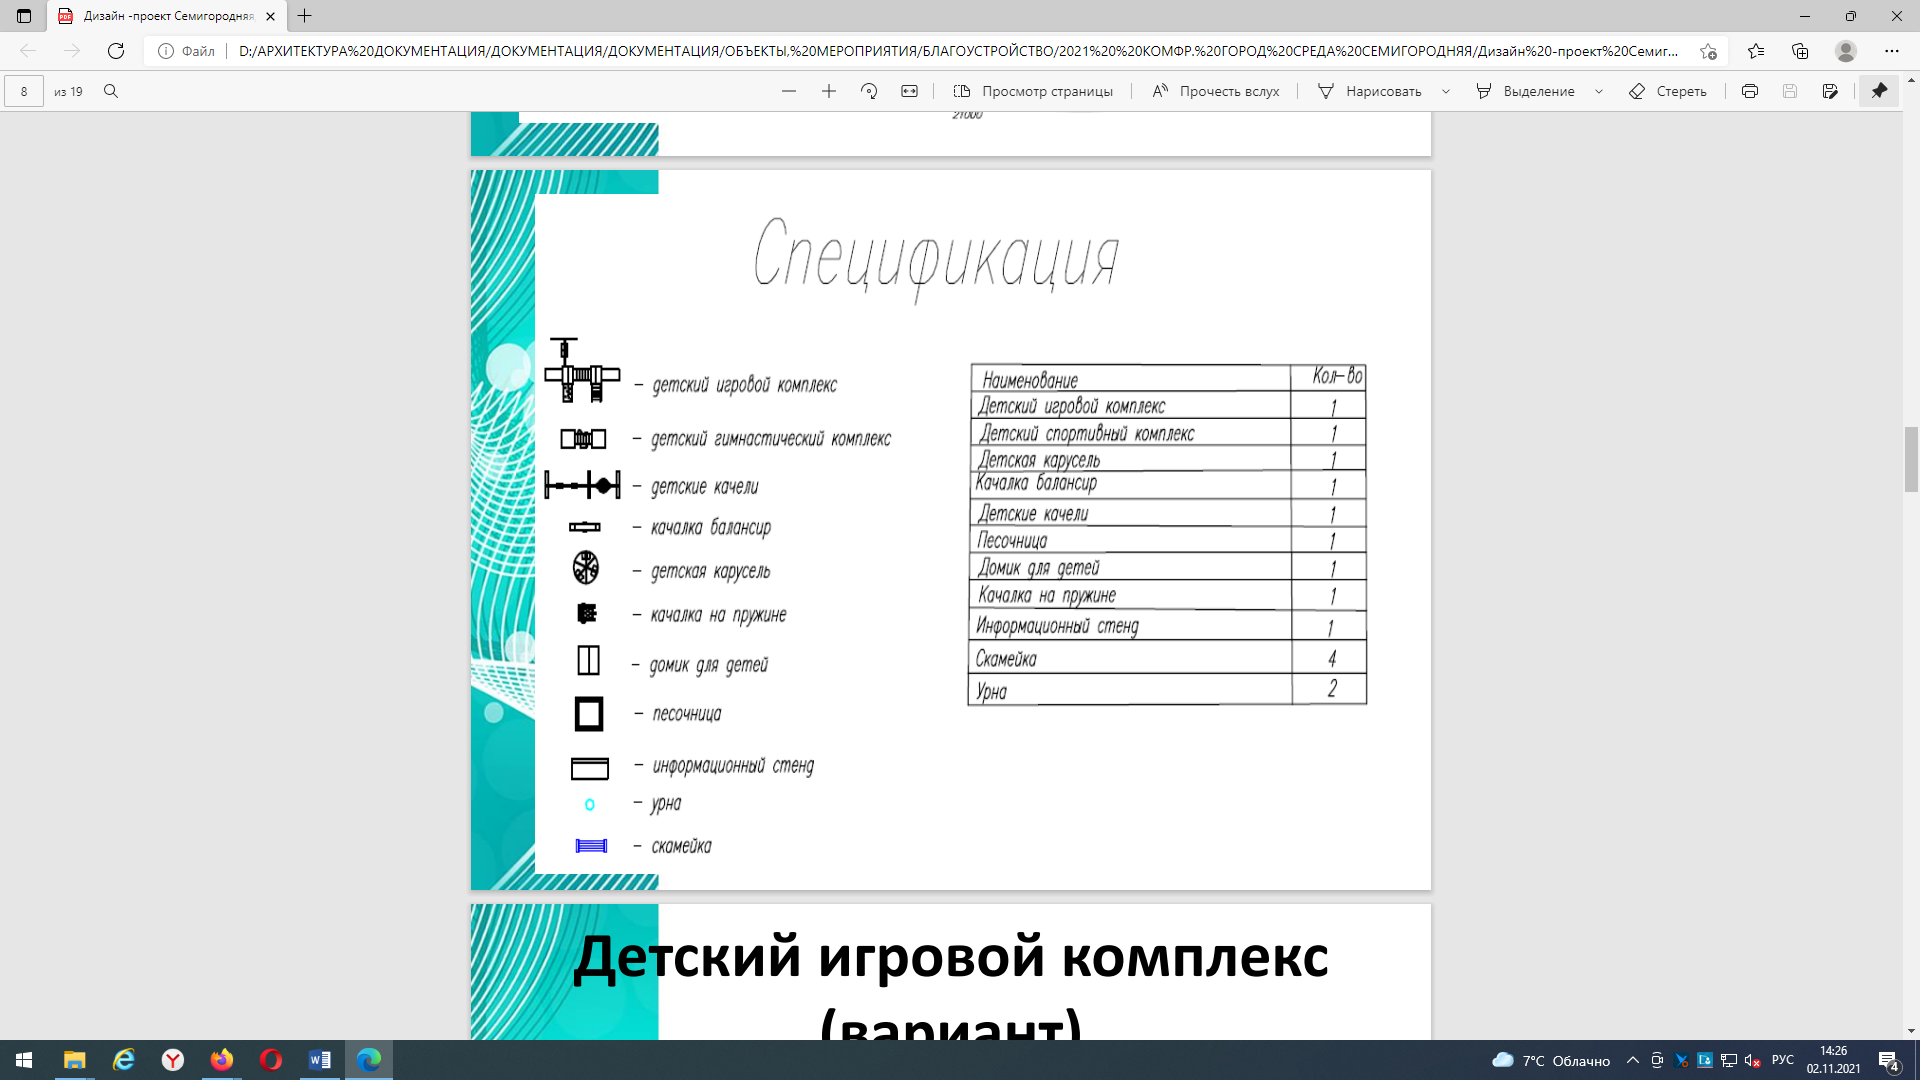 Дизайн -проект Семигородняя
Файл
D:/АРХИТЕКТУРА%20ДОКУМЕНТАЦИЯ/ДОКУМЕНТАЦИЯ/ДОКУМЕНТАЦИЯ/ОБЪЕКТЫ,%20МЕРОПРИЯТИЯ/БЛАГОУСТРОЙСТВО/2021%20%20КОМФР.%20ГОРОД%20СРЕДА%20СЕМИГОРОДНЯЯ/Дизайн%20-проект%20Семиг...
8 из 19
Просмотр страницы
Прочесть вслух
Нарисовать
Выделение
Стереть
21000
Спецификация
– детский игровой комплекс
– детский гимнастический комплекс
– детские качели
– качалка балансир
– детская карусель
– качалка на пружине
– домик для детей
– песочница
– информационный стенд
– урна
– скамейка
Наименование Кол-во
Детский игровой комплекс 1
Детский спортивный комплекс 1
Детская карусель 1
Качалка балансир 1
Детские качели 1
Песочница 1
Домик для детей 1
Качалка на пружине 1
Информационный стенд 1
Скамейка 4
Урна 2
Детский игровой комплекс
(вариант)
7°C Облачно
РУС
14:26
02.11.2021
4